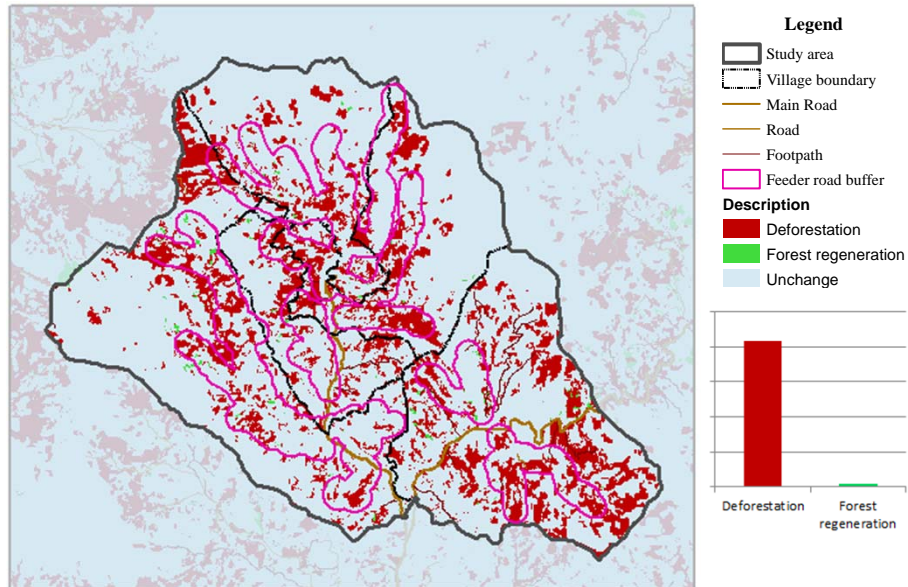 Legend
Study area
Village boundary
Main Road
Road
Footpath
Feeder road buffer
Description
Deforestation
Forest regeneration
Unchange
Deforestation
Forest
regeneration